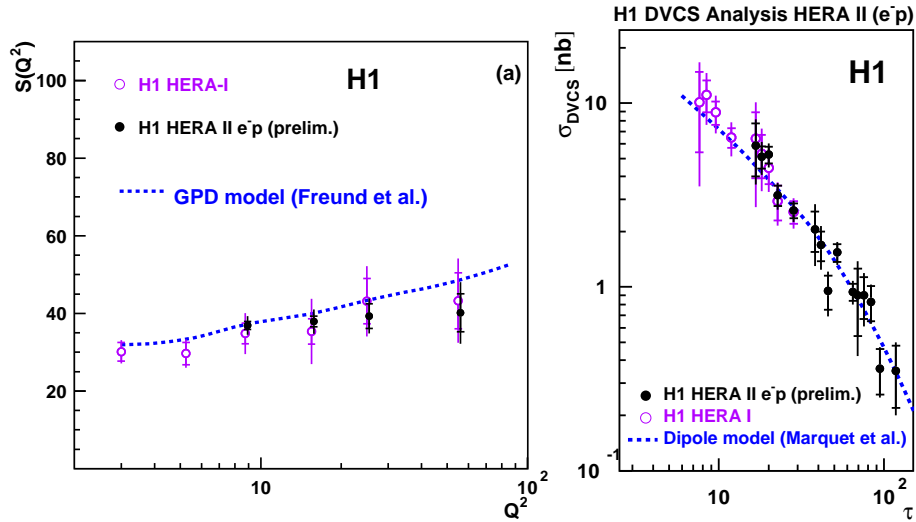 S(Q²)
100
80
60
40
20
H1 HERA-I
H1
(a)
H1 HERA II e⁻p (prelim.)
GPD model (Freund et al.)
10
10²
Q²
H1 DVCS Analysis HERA II (e⁻p)
σDVCS [nb]
H1
10
1
10⁻¹
H1 HERA II e⁻p (prelim.)
H1 HERA I
Dipole model (Marquet et al.)
10
10²
τ